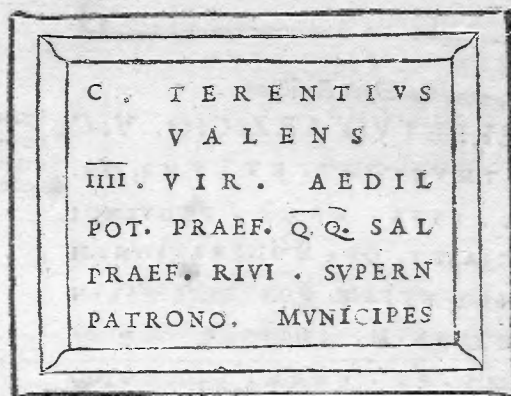 C . TERENTIVS
VALENS
IIII . VIR . AEDIL
POT. PRAEF. Q. Q. SAL
PRAEF. RIVI . SVPERN
PATRONO. MVNICIPES